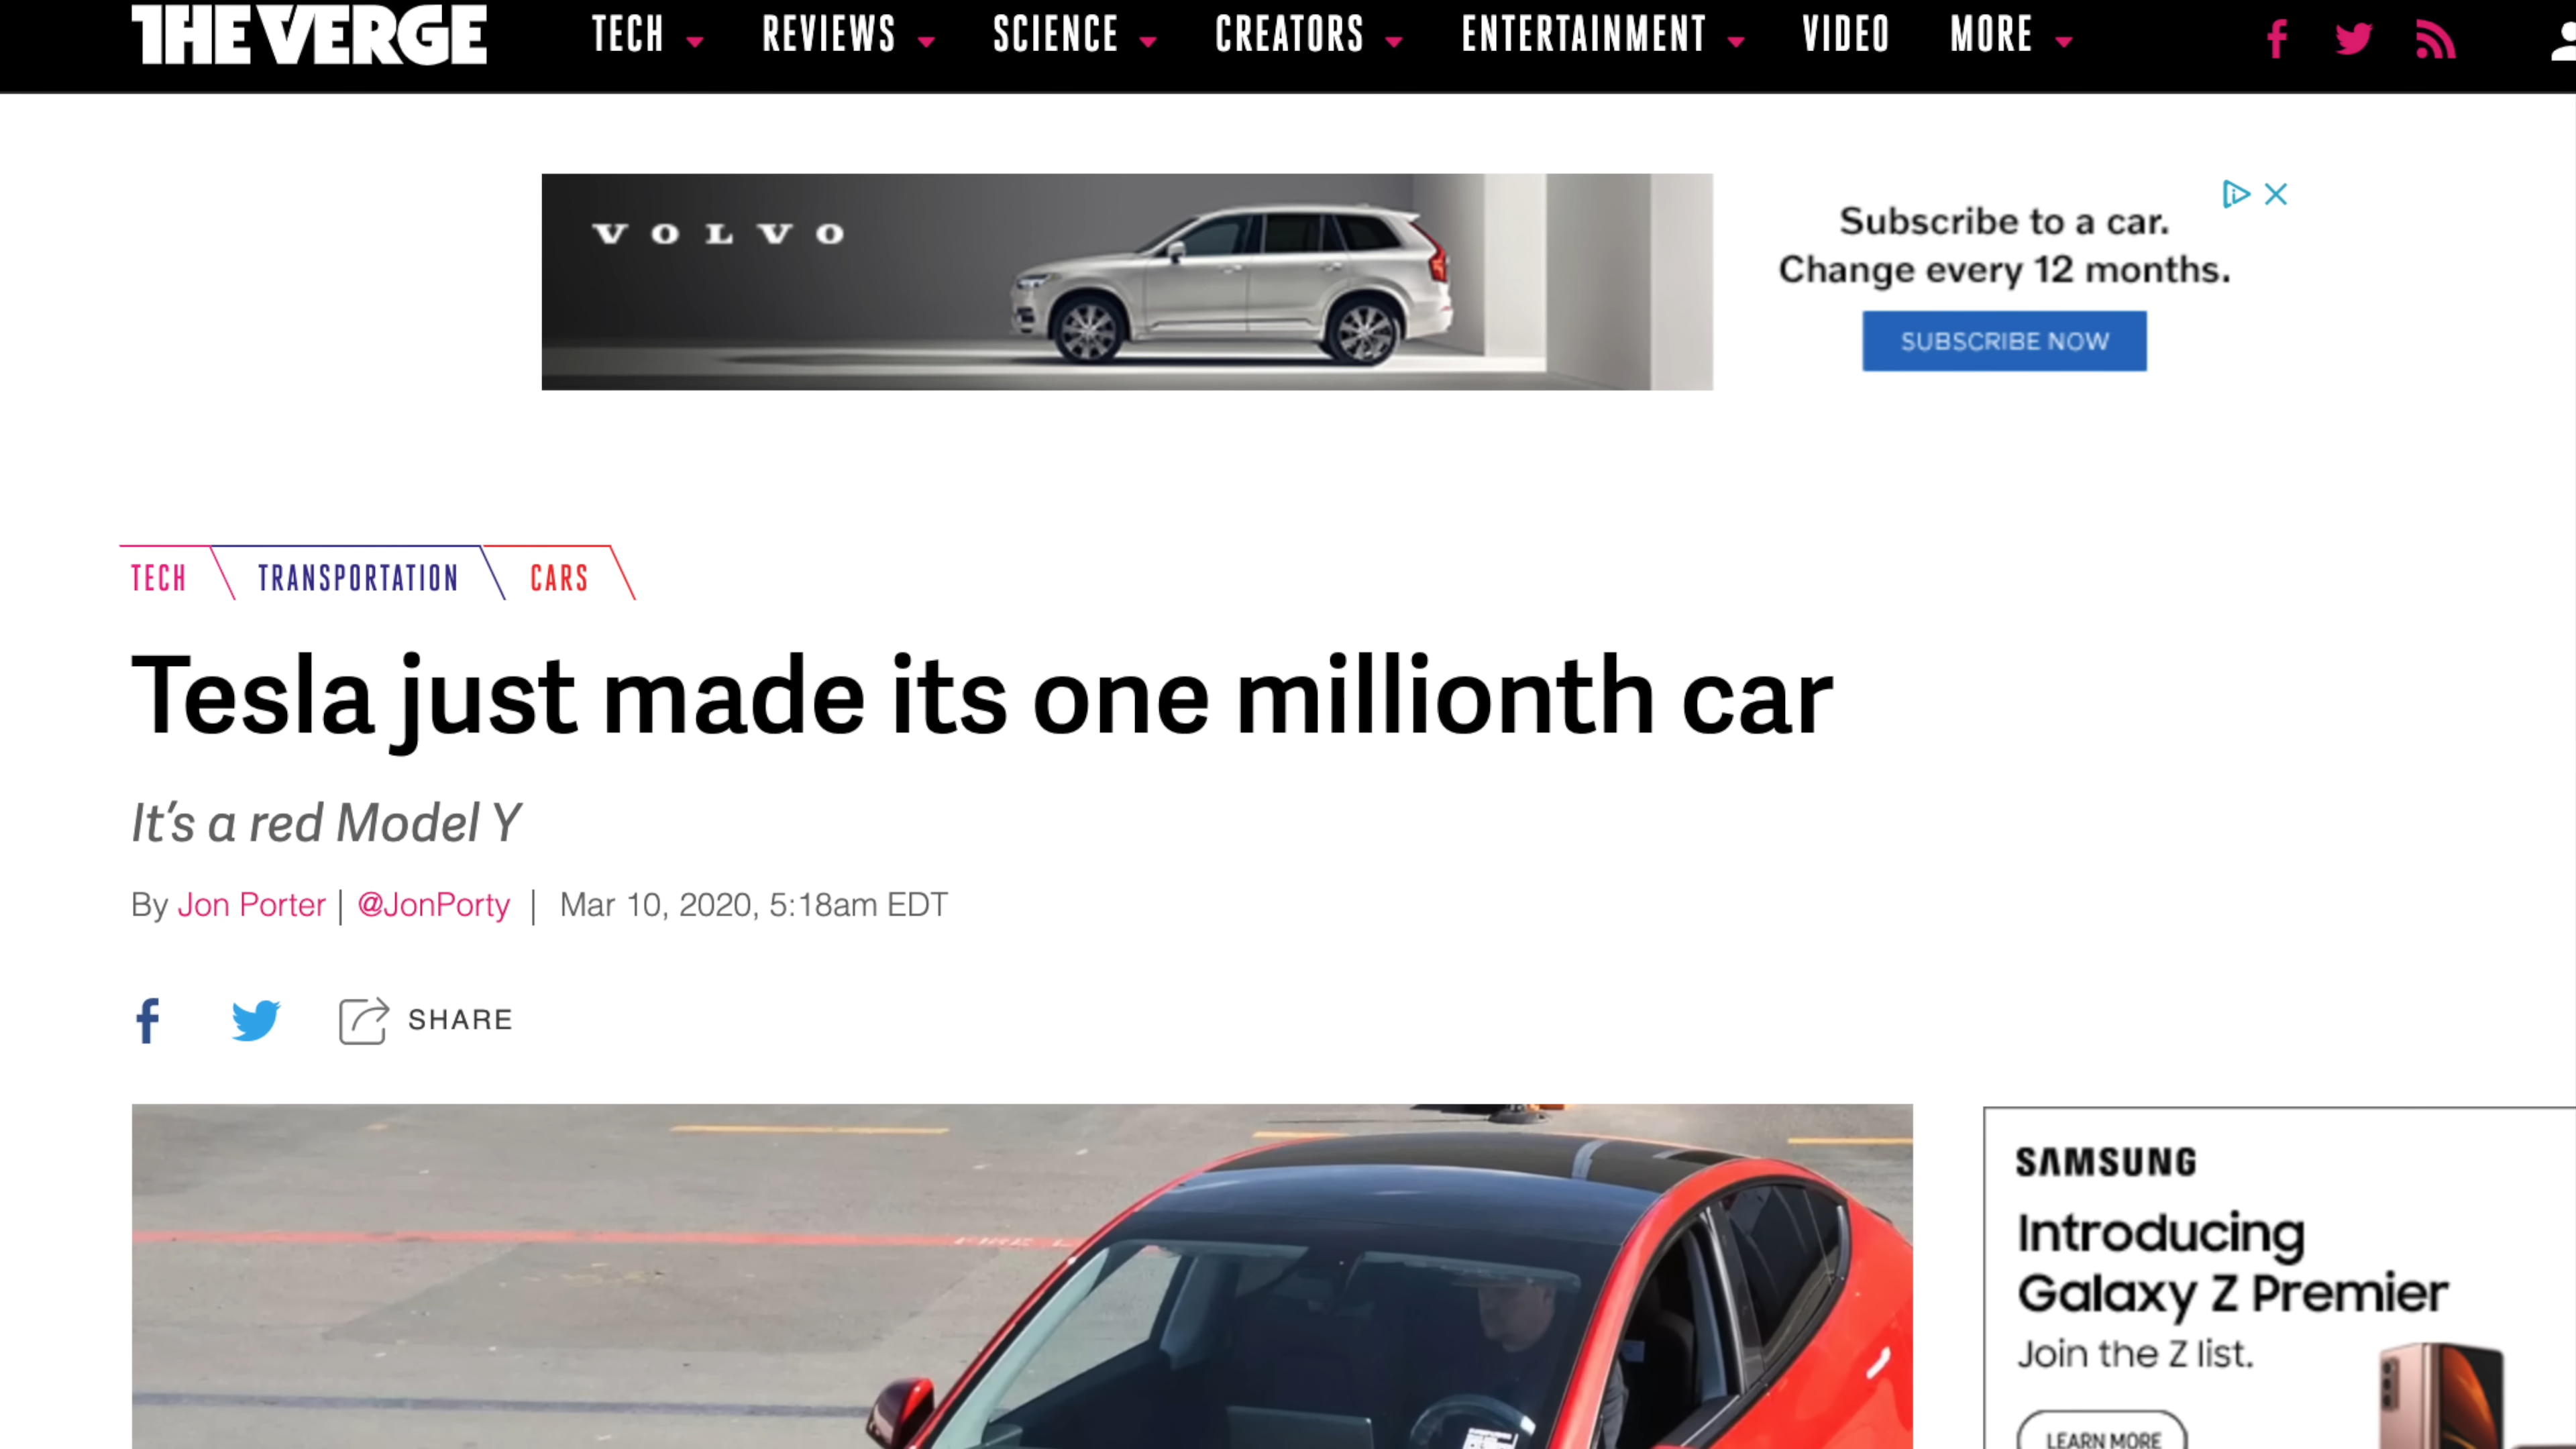 THE VERGE
TECH REVIEWS SCIENCE CREATORS ENTERTAINMENT VIDEO MORE
VOLVO
Subscribe to a car.
Change every 12 months.
SUBSCRIBE NOW
TECH TRANSPORTATION CARS
Tesla just made its one millionth car
It's a red Model Y
By Jon Porter | @JonPorty | Mar 10, 2020, 5:18am EDT
SHARE
SAMSUNG
Introducing
Galaxy Z Premier
Join the Z list.
LEARN MORE